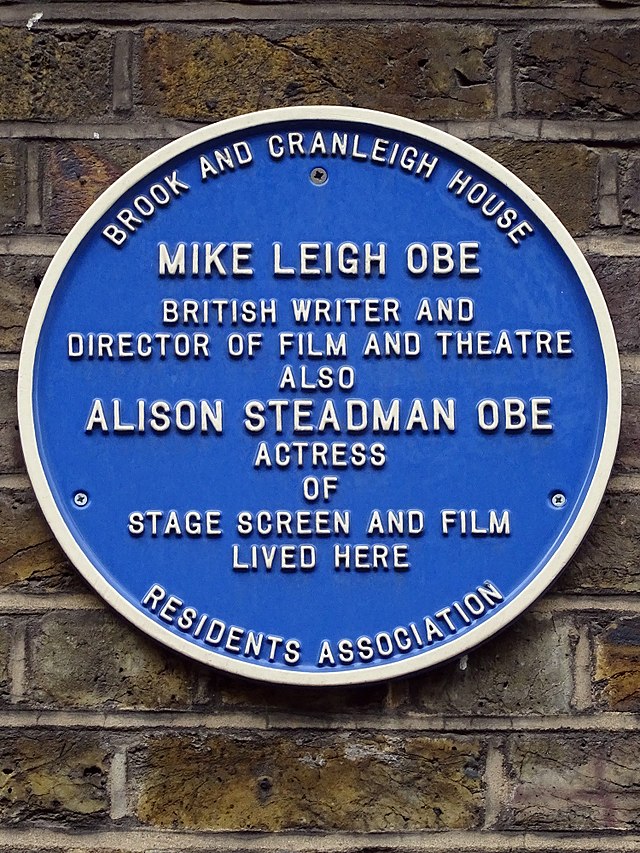 BROOK AND CRANLEIGH HOUSE
MIKE LEIGH OBE
BRITISH WRITER AND
DIRECTOR OF FILM AND THEATRE
ALSO
ALISON STEADMAN OBE
ACTRESS
OF
STAGE SCREEN AND FILM
LIVED HERE
RESIDENTS ASSOCIATION